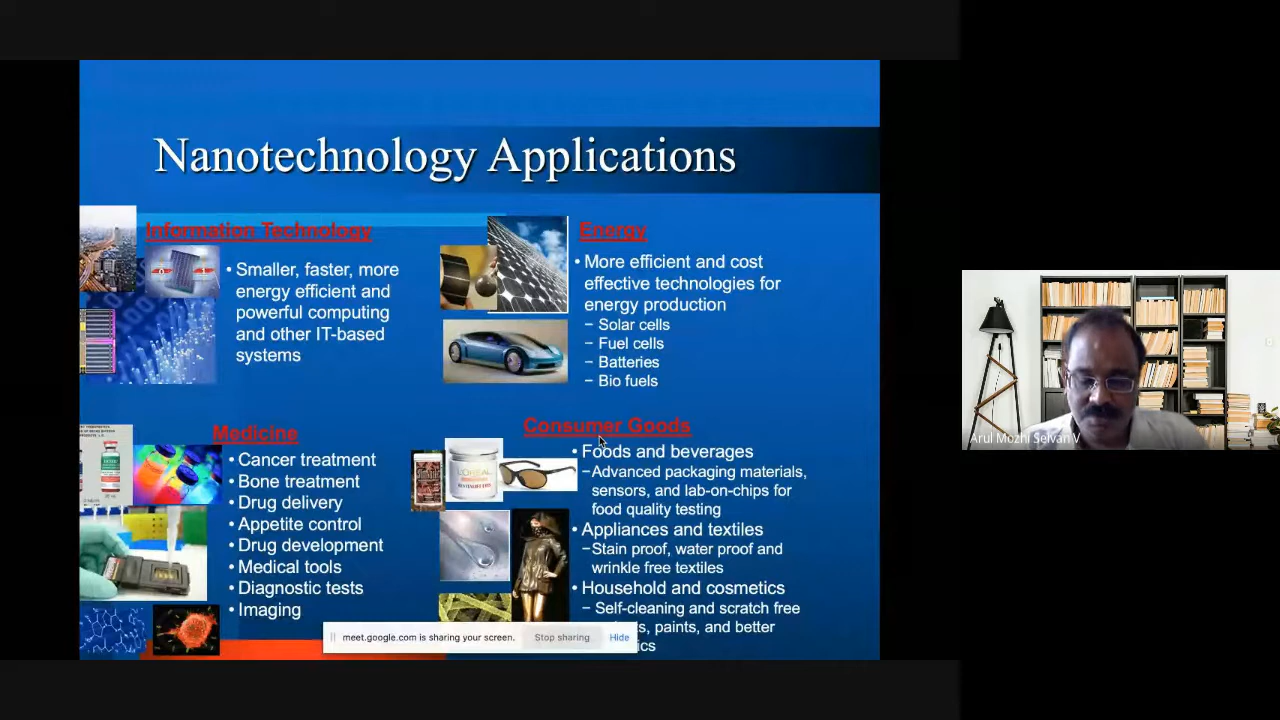 Nanotechnology Applications
Information Technology
• Smaller, faster, more
energy efficient and
powerful computing
and other IT-based
systems
Energy
• More efficient and cost
effective technologies for
energy production
– Solar cells
– Fuel cells
– Batteries
– Bio fuels
Medicine
• Cancer treatment
• Bone treatment
• Drug delivery
• Appetite control
• Drug development
• Medical tools
• Diagnostic tests
• Imaging
Consumer Goods
• Foods and beverages
–Advanced packaging materials,
sensors, and lab-on-chips for
food quality testing
• Appliances and textiles
–Stain proof, water proof and
wrinkle free textiles
• Household and cosmetics
– Self-cleaning and scratch free
paints, and better
L'OREAL
meet.google.com is sharing your screen.
Stop sharing
Hide
Arul Mozhi Selvan V